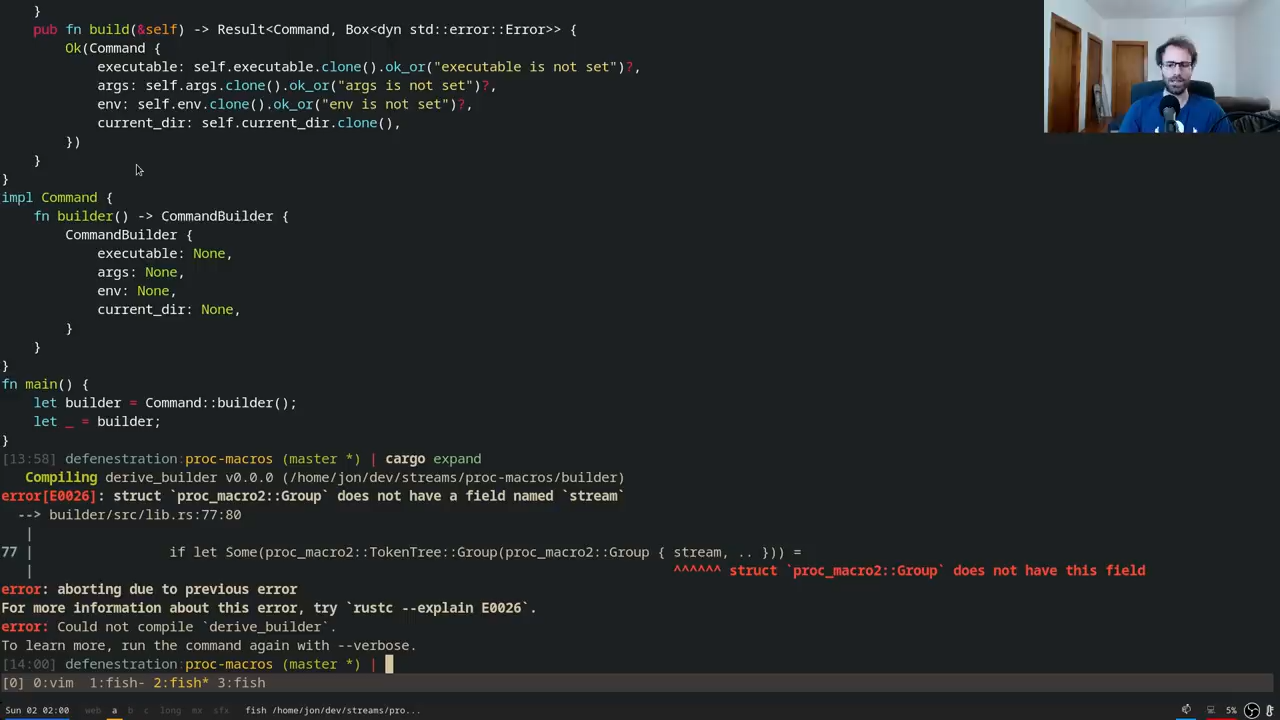 }
    pub fn build(&self) -> Result<Command, Box<dyn std::error::Error>> {
        Ok(Command {
            executable: self.executable.clone().ok_or("executable is not set")?,
            args: self.args.clone().ok_or("args is not set")?,
            env: self.env.clone().ok_or("env is not set")?,
            current_dir: self.current_dir.clone(),
        })
    }
}
impl Command {
    fn builder() -> CommandBuilder {
        CommandBuilder {
            executable: None,
            args: None,
            env: None,
            current_dir: None,
        }
    }
}
fn main() {
    let builder = Command::builder();
    let _ = builder;
}
[13:58] defenestration:proc-macros (master *) | cargo expand
   Compiling derive_builder v0.0.0 (/home/jon/dev/streams/proc-macros/builder)
error[E0026]: struct `proc_macro2::Group` does not have a field named `stream`
  --> builder/src/lib.rs:77:80
   |
77 |                 if let Some(proc_macro2::TokenTree::Group(proc_macro2::Group { stream, .. })) =
   |                                                                                ^^^^^^ struct `proc_macro2::Group` does not have this field
error: aborting due to previous error
For more information about this error, try `rustc --explain E0026`.
error: Could not compile `derive_builder`.
To learn more, run the command again with --verbose.
[14:00] defenestration:proc-macros (master *) |
[0] 0:vim  1:fish- 2:fish* 3:fish
Sun 02 02:00 web a b c long mx sfx fish /home/jon/dev/streams/pro... 5%